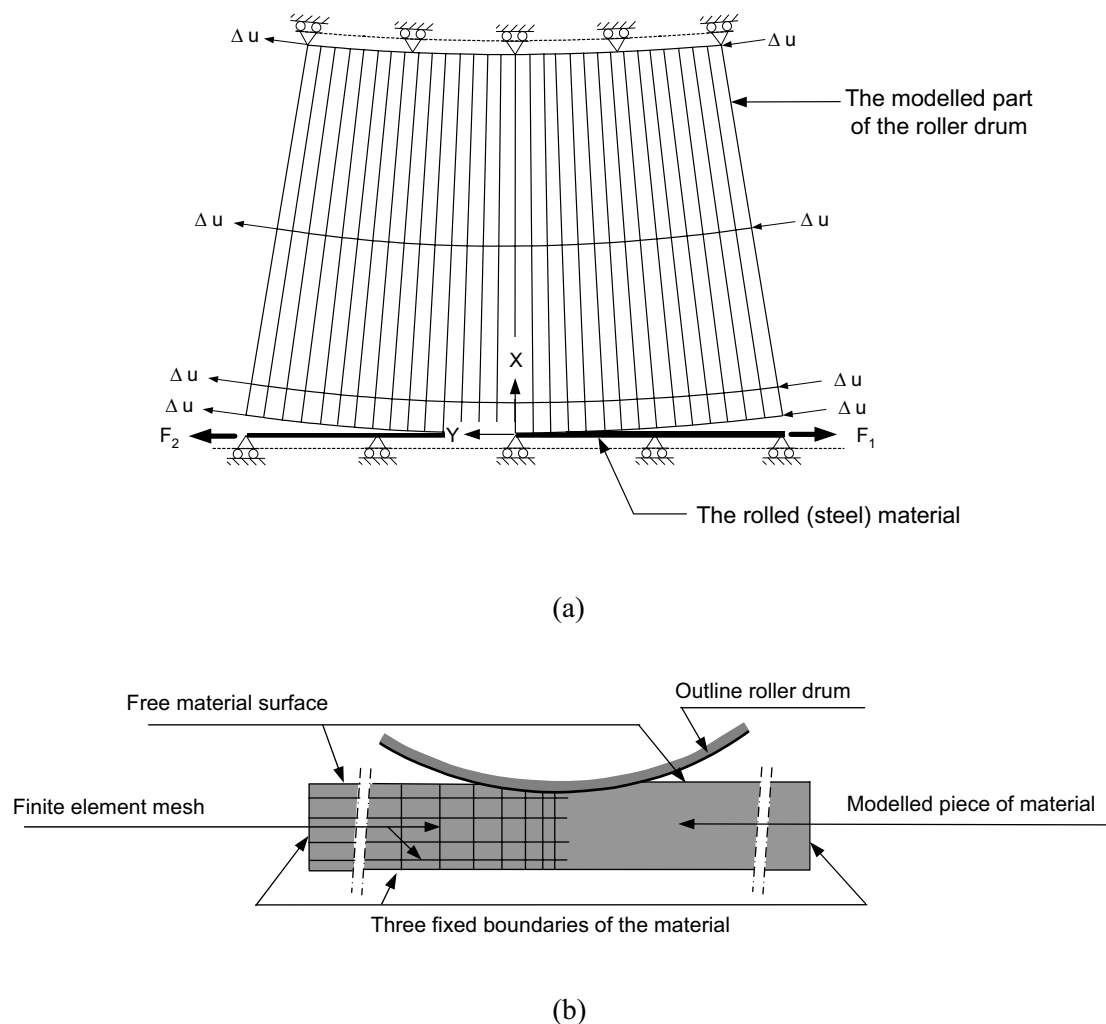 Δ u
Δ u
The modelled part
of the roller drum
Δ u
Δ u
X
Δ u
Δ u
Δ u
Δ u
F2
Y
F1
The rolled (steel) material
(a)
Free material surface
Outline roller drum
Finite element mesh
Modelled piece of material
Three fixed boundaries of the material
(b)